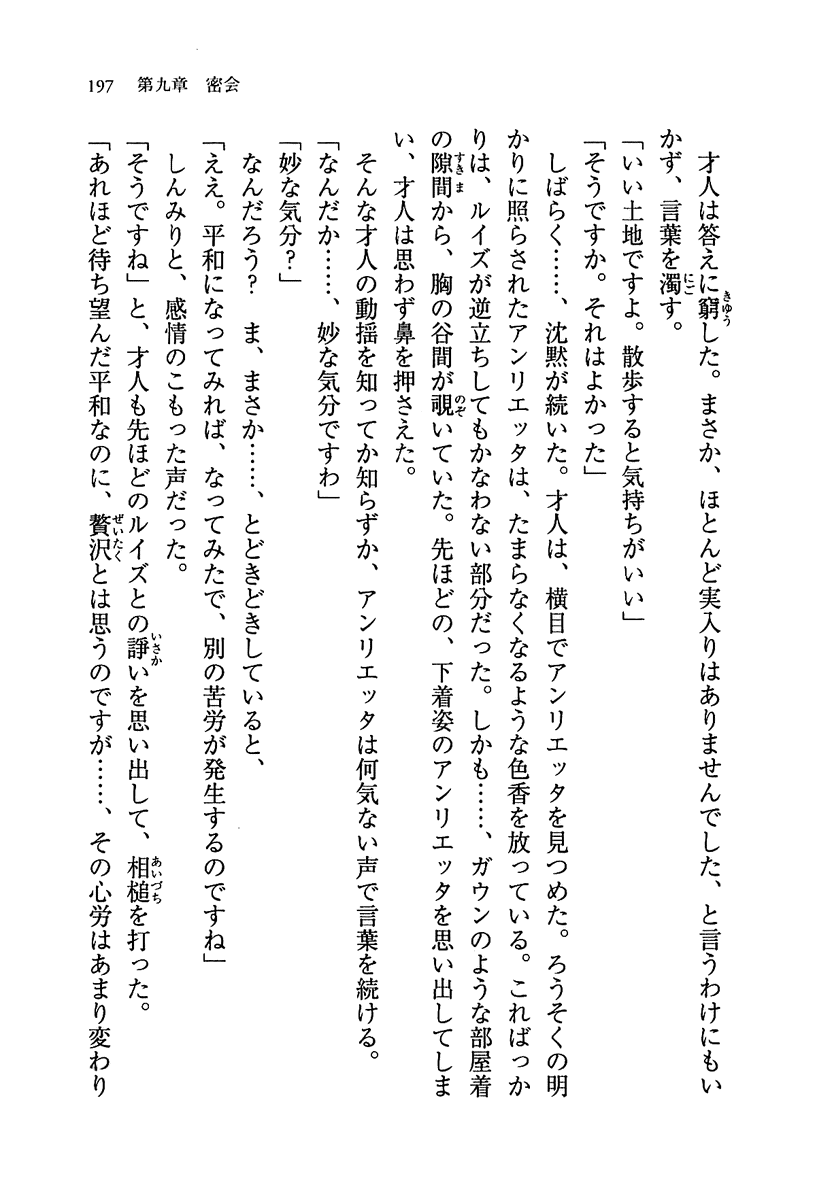 197　第九章　密会
　才人は答えに窮した。まさか、ほとんど実入りはありませんでした、と言うわけにもい
かず、言葉を濁す。
「いい土地ですよ。散歩すると気持ちがいい」
「そうですか。それはよかった」
　しばらく……、沈黙が続いた。才人は、横目でアンリエッタを見つめた。ろうそくの明
かりに照らされたアンリエッタは、たまらなくなるような色香を放っている。こればっか
りは、ルイズが逆立ちしてもかなわない部分だった。しかも……、ガウンのような部屋着
の隙間から、胸の谷間が覗いていた。先ほどの、下着姿のアンリエッタを思い出してしま
い、才人は思わず鼻を押さえた。
　そんな才人の動揺を知ってか知らずか、アンリエッタは何気ない声で言葉を続ける。
「なんだか……、妙な気分ですわ」
「妙な気分？」
　なんだろう？　ま、まさか……、とどきどきしていると、
「ええ。平和になってみれば、なってみたで、別の苦労が発生するのですね」
　しんみりと、感情のこもった声だった。
「そうですね」と、才人も先ほどのルイズとの諍いを思い出して、相槌を打った。
「あれほど待ち望んだ平和なのに、贅沢とは思うのですが……、その心労はあまり変わり